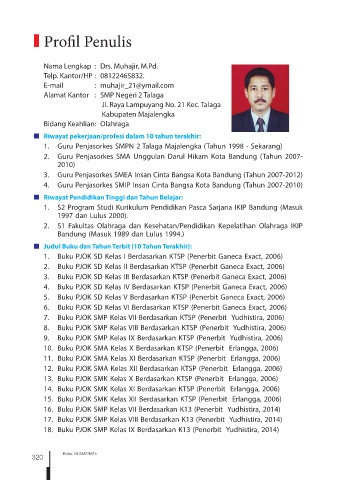 Profil Penulis
Nama Lengkap : Drs. Muhajir, M.Pd.
Telp. Kantor/HP : 08122465832.
E-mail : muhajir_21@ymail.com
Alamat Kantor : SMP Negeri 2 Talaga
Jl. Raya Lampuyang No. 21 Kec. Talaga
Kabupaten Majalengka
Bidang Keahlian: Olahraga
Riwayat pekerjaan/profesi dalam 10 tahun terakhir:
1. Guru Penjasorkes SMPN 2 Talaga Majalengka (Tahun 1998 - Sekarang)
2. Guru Penjasorkes SMA Unggulan Darul Hikam Kota Bandung (Tahun 2007-
2010)
3. Guru Penjasorkes SMEA Insan Cinta Bangsa Kota Bandung (Tahun 2007-2012)
4. Guru Penjasorkes SMIP Insan Cinta Bangsa Kota Bandung (Tahun 2007-2010)
Riwayat Pendidikan Tinggi dan Tahun Belajar:
1. S2 Program Studi Kurikulum Pendidikan Pasca Sarjana IKIP Bandung (Masuk
1997 dan Lulus 2000).
2. S1 Fakultas Olahraga dan Kesehatan/Pendidikan Kepelatihan Olahraga IKIP
Bandung (Masuk 1989 dan Lulus 1994.)
Judul Buku dan Tahun Terbit (10 Tahun Terakhir):
1. Buku PJOK SD Kelas I Berdasarkan KTSP (Penerbit Ganeca Exact, 2006)
2. Buku PJOK SD Kelas II Berdasarkan KTSP (Penerbit Ganeca Exact, 2006)
3. Buku PJOK SD Kelas III Berdasarkan KTSP (Penerbit Ganeca Exact, 2006)
4. Buku PJOK SD Kelas IV Berdasarkan KTSP (Penerbit Ganeca Exact, 2006)
5. Buku PJOK SD Kelas V Berdasarkan KTSP (Penerbit Ganeca Exact, 2006)
6. Buku PJOK SD Kelas VI Berdasarkan KTSP (Penerbit Ganeca Exact, 2006)
7. Buku PJOK SMP Kelas VII Berdasarkan KTSP (Penerbit Yudhistira, 2006)
8. Buku PJOK SMP Kelas VIII Berdasarkan KTSP (Penerbit Yudhistira, 2006)
9. Buku PJOK SMP Kelas IX Berdasarkan KTSP (Penerbit Yudhistira, 2006)
10. Buku PJOK SMA Kelas X Berdasarkan KTSP (Penerbit Erlangga, 2006)
11. Buku PJOK SMA Kelas XI Berdasarkan KTSP (Penerbit Erlangga, 2006)
12. Buku PJOK SMA Kelas XII Berdasarkan KTSP (Penerbit Erlangga, 2006)
13. Buku PJOK SMK Kelas X Berdasarkan KTSP (Penerbit Erlangga, 2006)
14. Buku PJOK SMK Kelas XI Berdasarkan KTSP (Penerbit Erlangga, 2006)
15. Buku PJOK SMK Kelas XII Berdasarkan KTSP (Penerbit Erlangga, 2006)
16. Buku PJOK SMP Kelas VII Berdasarkan K13 (Penerbit Yudhistira, 2014)
17. Buku PJOK SMP Kelas VIII Berdasarkan K13 (Penerbit Yudhistira, 2014)
18. Buku PJOK SMP Kelas IX Berdasarkan K13 (Penerbit Yudhistira, 2014)
320
Kelas VII SMP/MTs